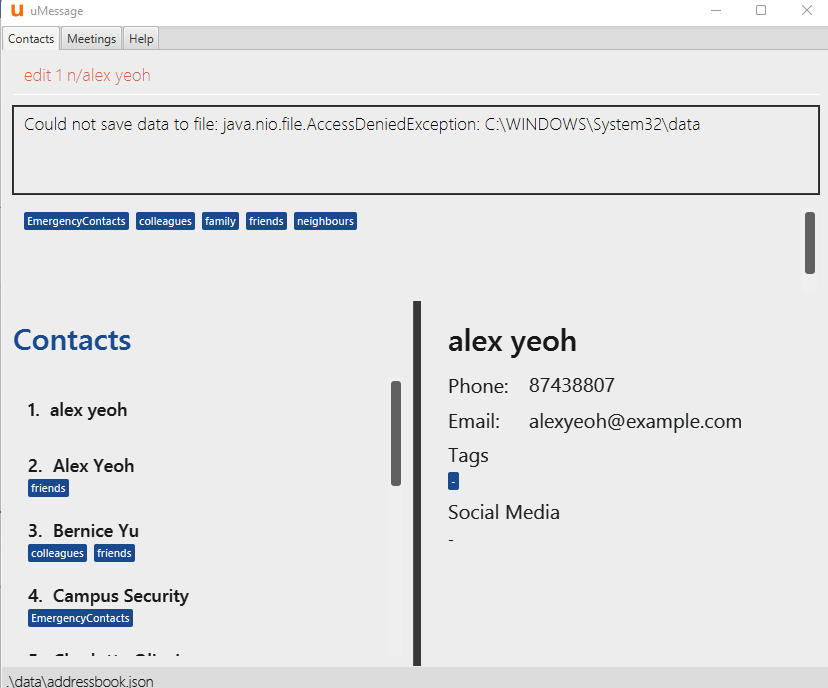 uMessage
Contacts Meetings Help
edit 1 n/alex yeoh
Could not save data to file: java.nio.file.AccessDeniedException: C:\WINDOWS\System32\data
EmergencyContacts colleagues family friends neighbours
Contacts
1. alex yeoh
2. Alex Yeoh
friends
3. Bernice Yu
colleagues friends
4. Campus Security
EmergencyContacts
alex yeoh
Phone: 87438807
Email: alexyeoh@example.com
Tags
-
Social Media
-
.\data\addressbook.json